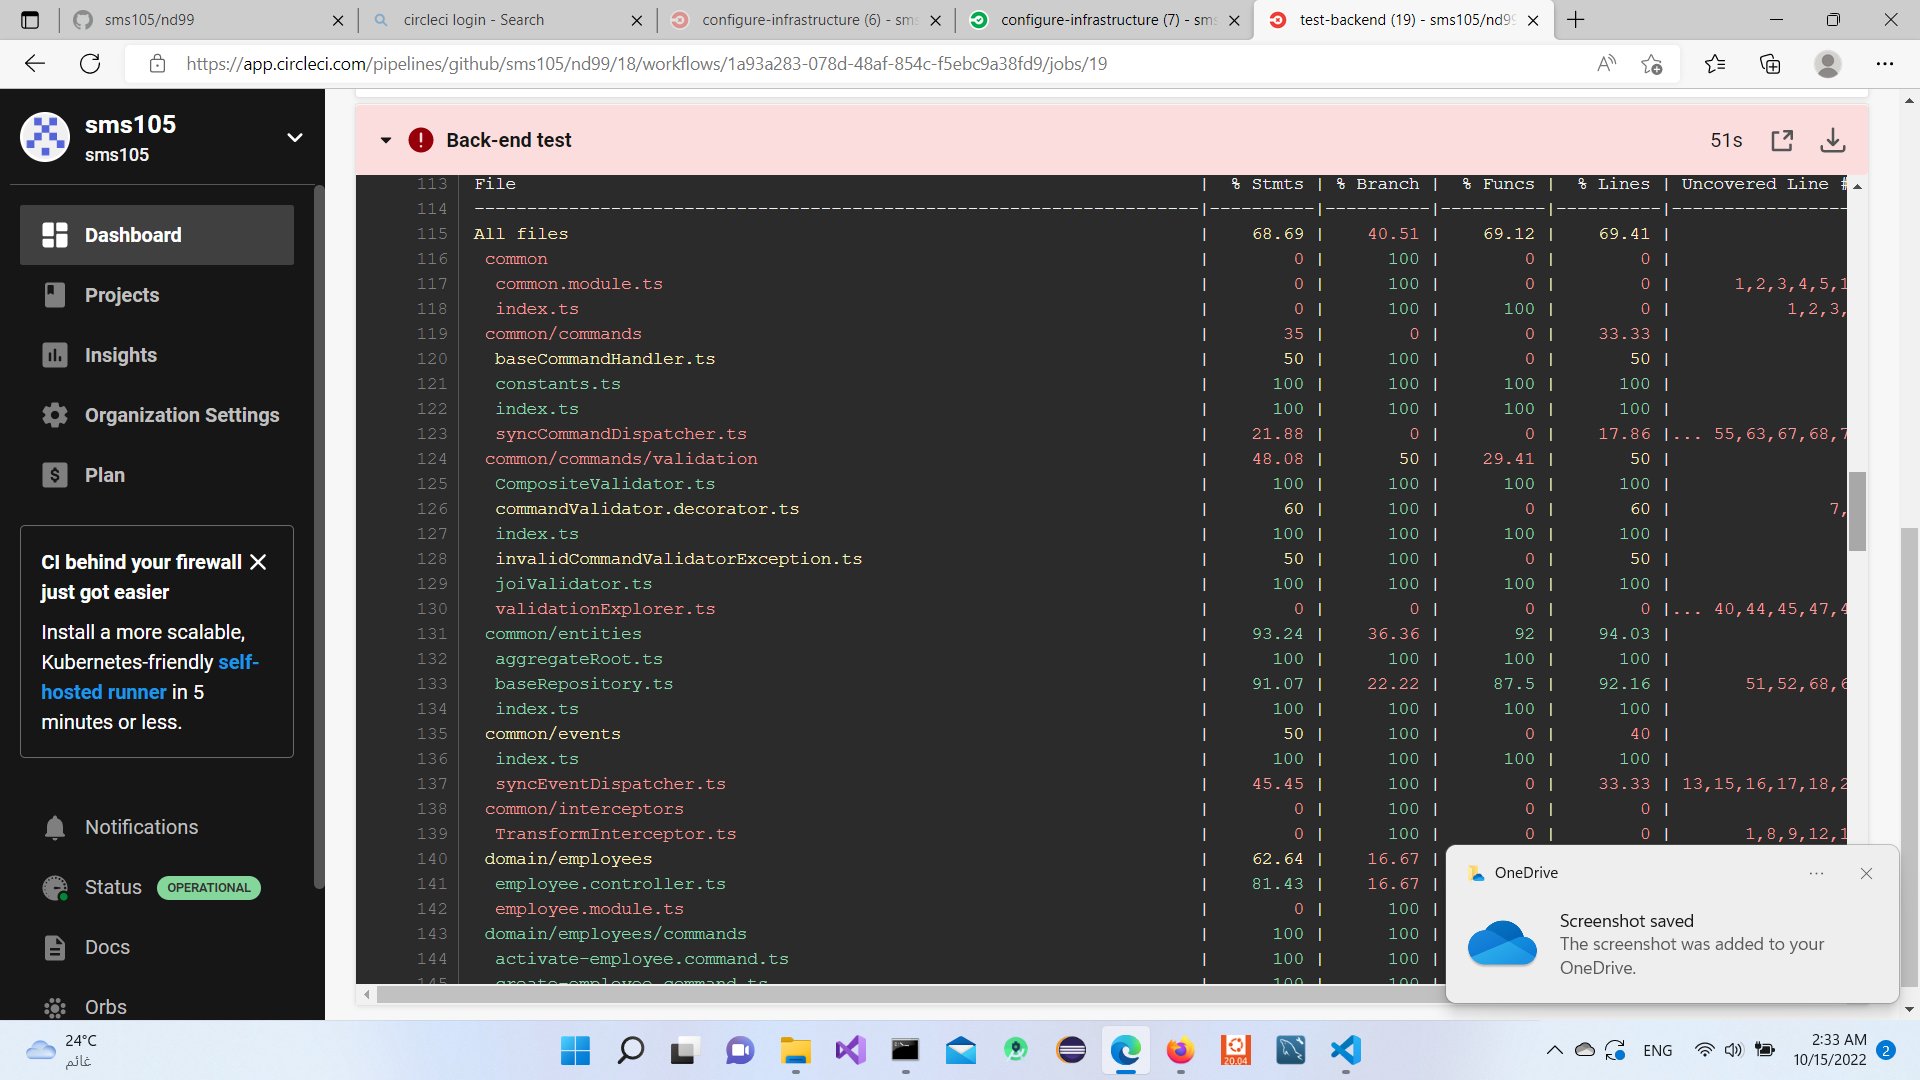 sms105/nd99
circleci login - Search
configure-infrastructure (6) - sms
configure-infrastructure (7) - sms
test-backend (19) - sms105/nd99
https://app.circleci.com/pipelines/github/sms105/nd99/18/workflows/1a93a283-078d-48af-854c-f5ebc9a38fd9/jobs/19
sms105
sms105
Dashboard
Projects
Insights
Organization Settings
$ Plan
CI behind your firewall just got easier
Install a more scalable,
Kubernetes-friendly self-
hosted runner in 5
minutes or less.
Notifications
Status OPERATIONAL
Docs
Orbs
Back-end test 51s
113 File | % Stmts | % Branch | % Funcs | % Lines | Uncovered Line #
114 ---------------------------------------------------------------------|----------|----------|----------|----------|-----------------
115 All files | 68.69 | 40.51 | 69.12 | 69.41 |
116 common | 0 | 100 | 0 | 0 |
117 common.module.ts | 0 | 100 | 0 | 0 | 1,2,3,4,5,1
118 index.ts | 0 | 100 | 100 | 0 | 1,2,3,
119 common/commands | 35 | 0 | 0 | 33.33 |
120 baseCommandHandler.ts | 50 | 100 | 0 | 50 |
121 constants.ts | 100 | 100 | 100 | 100 |
122 index.ts | 100 | 100 | 100 | 100 |
123 syncCommandDispatcher.ts | 21.88 | 0 | 0 | 17.86 |... 55,63,67,68,7
124 common/commands/validation | 48.08 | 50 | 29.41 | 50 |
125 CompositeValidator.ts | 100 | 100 | 100 | 100 |
126 commandValidator.decorator.ts | 60 | 100 | 0 | 60 | 7,
127 index.ts | 100 | 100 | 100 | 100 |
128 invalidCommandValidatorException.ts | 50 | 100 | 0 | 50 |
129 joiValidator.ts | 100 | 100 | 100 | 100 |
130 validationExplorer.ts | 0 | 0 | 0 | 0 |... 40,44,45,47,4
131 common/entities | 93.24 | 36.36 | 92 | 94.03 |
132 aggregateRoot.ts | 100 | 100 | 100 | 100 |
133 baseRepository.ts | 91.07 | 22.22 | 87.5 | 92.16 | 51,52,68,6
134 index.ts | 100 | 100 | 100 | 100 |
135 common/events | 50 | 100 | 0 | 40 |
136 index.ts | 100 | 100 | 100 | 100 |
137 syncEventDispatcher.ts | 45.45 | 100 | 0 | 33.33 | 13,15,16,17,18,2
138 common/interceptors | 0 | 100 | 0 | 0 |
139 TransformInterceptor.ts | 0 | 100 | 0 | 0 | 1,8,9,12,1
140 domain/employees | 62.64 | 16.67 |
141 employee.controller.ts | 81.43 | 16.67 |
142 employee.module.ts | 0 | 100 |
143 domain/employees/commands | 100 | 100 |
144 activate-employee.command.ts | 100 | 100 |
145 create-employee.command.ts | 100 | 100 |
OneDrive
Screenshot saved
The screenshot was added to your
OneDrive.
24°C
غائم
20.04
ENG
2:33 AM
10/15/2022
2